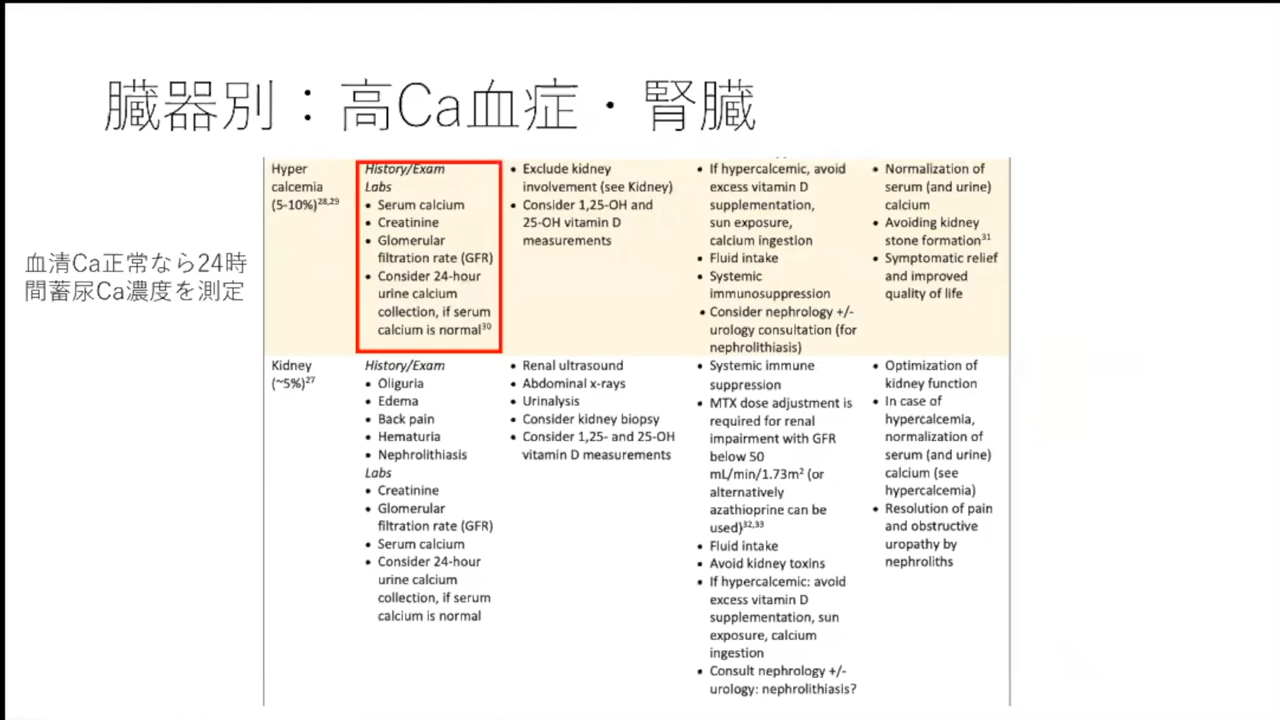 臓器別：高Ca血症・腎臓
血清Ca正常なら24時
間蓄尿Ca濃度を測定
Hyper
calcemia
(5-10%)28,29
History/Exam
Labs
• Serum calcium
• Creatinine
• Glomerular
filtration rate (GFR)
• Consider 24-hour
urine calcium
collection, if serum
calcium is normal30
• Exclude kidney
involvement (see Kidney)
• Consider 1,25-OH and
25-OH vitamin D
measurements
• If hypercalcemic, avoid
excess vitamin D
supplementation,
sun exposure,
calcium ingestion
• Fluid intake
• Systemic
immunosuppression
• Consider nephrology +/-
urology consultation (for
nephrolithiasis)
• Normalization of
serum (and urine)
calcium
• Avoiding kidney
stone formation31
• Symptomatic relief
and improved
quality of life
Kidney
(~5%)27
History/Exam
• Oliguria
• Edema
• Back pain
• Hematuria
• Nephrolithiasis
Labs
• Creatinine
• Glomerular
filtration rate (GFR)
• Serum calcium
• Consider 24-hour
urine calcium
collection, if serum
calcium is normal
• Renal ultrasound
• Abdominal x-rays
• Urinalysis
• Consider kidney biopsy
• Consider 1,25- and 25-OH
vitamin D measurements
• Systemic immune
suppression
• MTX dose adjustment is
required for renal
impairment with GFR
below 50
mL/min/1.73m2 (or
alternatively
azathioprine can be
used)32,33
• Fluid intake
• Avoid kidney toxins
• If hypercalcemic: avoid
excess vitamin D
supplementation, sun
exposure, calcium
ingestion
• Consult nephrology +/-
urology: nephrolithiasis?
• Optimization of
kidney function
• In case of
hypercalcemia,
normalization of
serum (and urine)
calcium (see
hypercalcemia)
• Resolution of pain
and obstructive
uropathy by
nephroliths